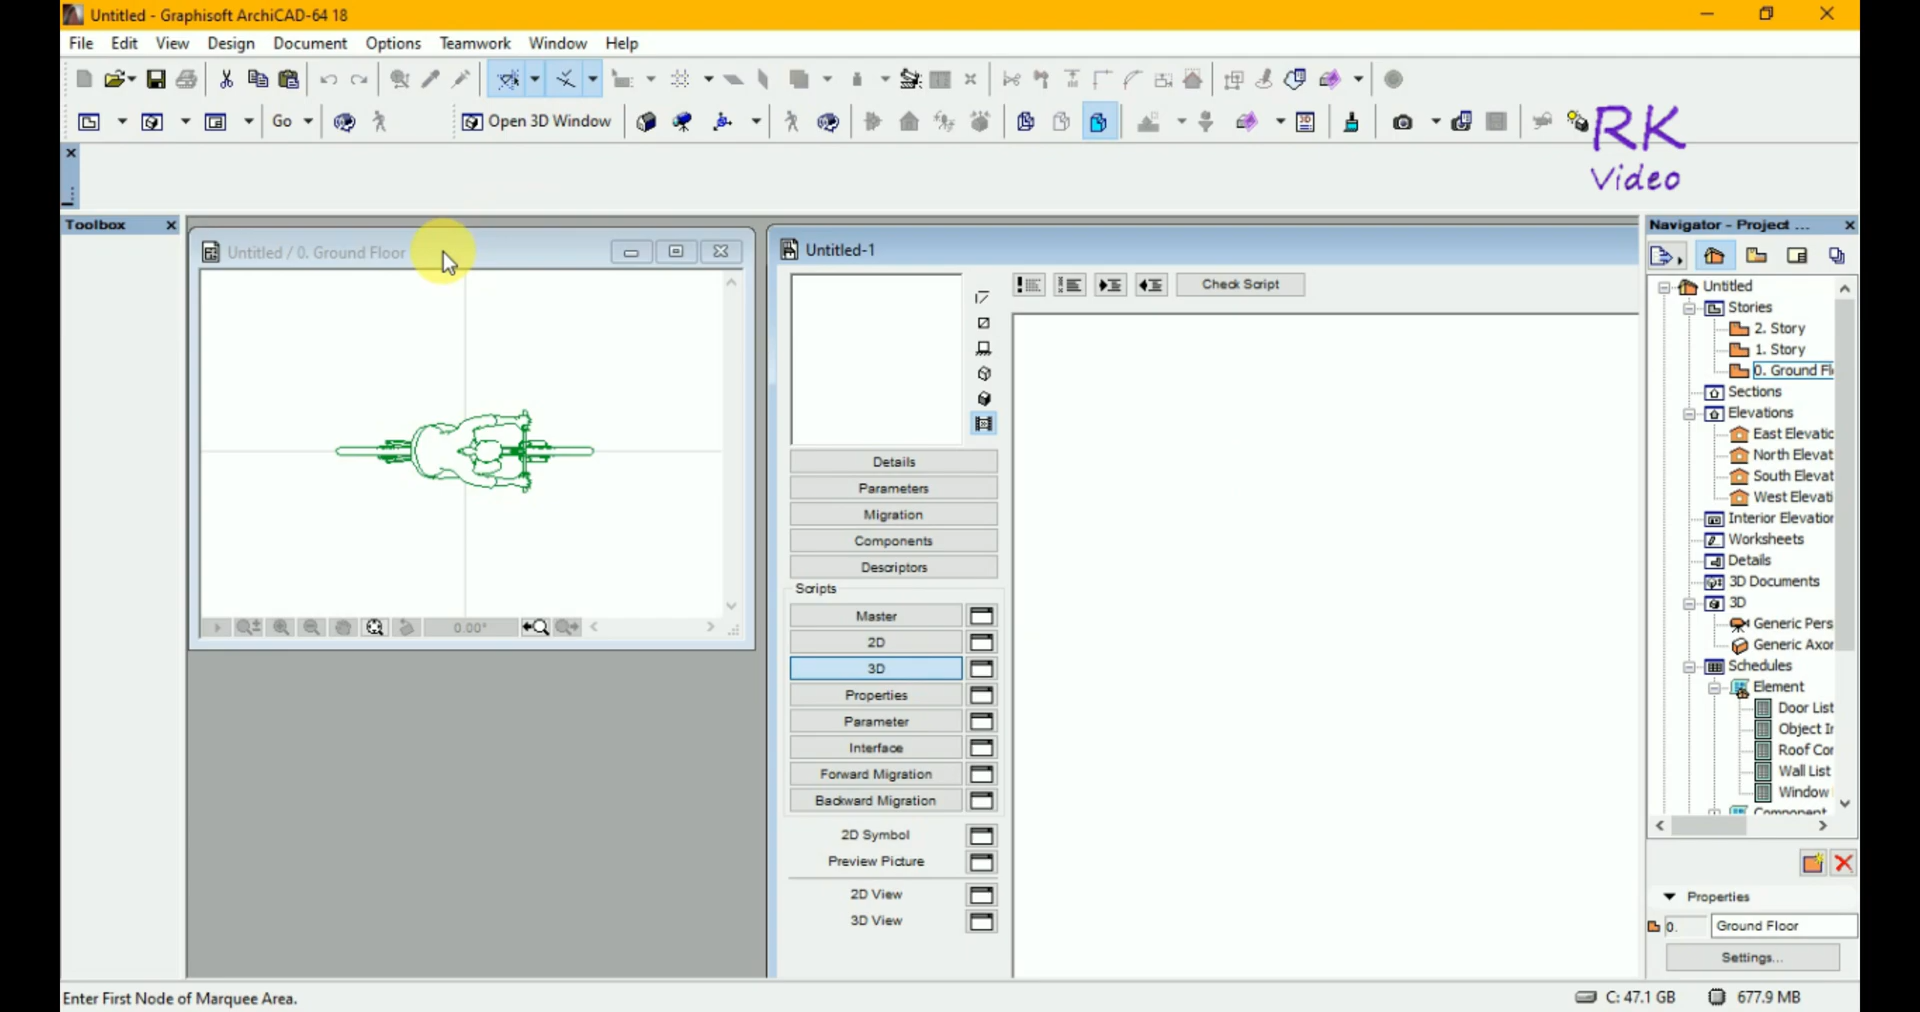 Untitled - Graphisoft ArchiCAD-64 18
File Edit View Design Document Options Teamwork Window Help
Go
Open 3D Window
RK
Video
Toolbox
Untitled / 0. Ground Floor
0.00°
Untitled-1
Check Script
Details
Parameters
Migration
Components
Descriptors
Scripts
Master
2D
3D
Properties
Parameter
Interface
Forward Migration
Backward Migration
2D Symbol
Preview Picture
2D View
3D View
Navigator - Project ...
Untitled
Stories
2. Story
1. Story
0. Ground Fl
Sections
Elevations
East Elevatic
North Elevat
South Elevat
West Elevati
Interior Elevation
Worksheets
Details
3D Documents
3D
Generic Pers
Generic Axor
Schedules
Element
Door List
Object Ir
Roof Cor
Wall List
Window
Component
Properties
0. Ground Floor
Settings...
Enter First Node of Marquee Area.
C: 47.1 GB 677.9 MB